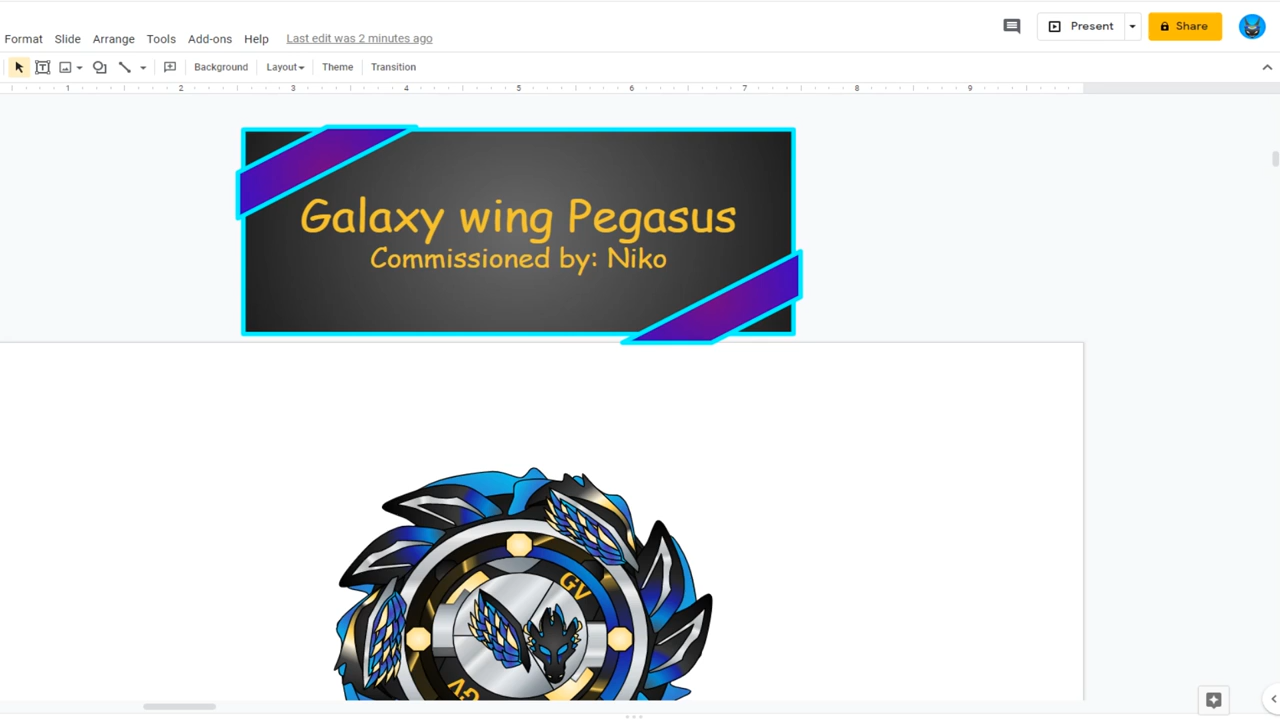 Format Slide Arrange Tools Add-ons Help Last edit was 2 minutes ago Present Share
Background Layout Theme Transition
1 2 3 4 5 6 7 8 9
Galaxy wing Pegasus
Commissioned by: Niko
GV
GV